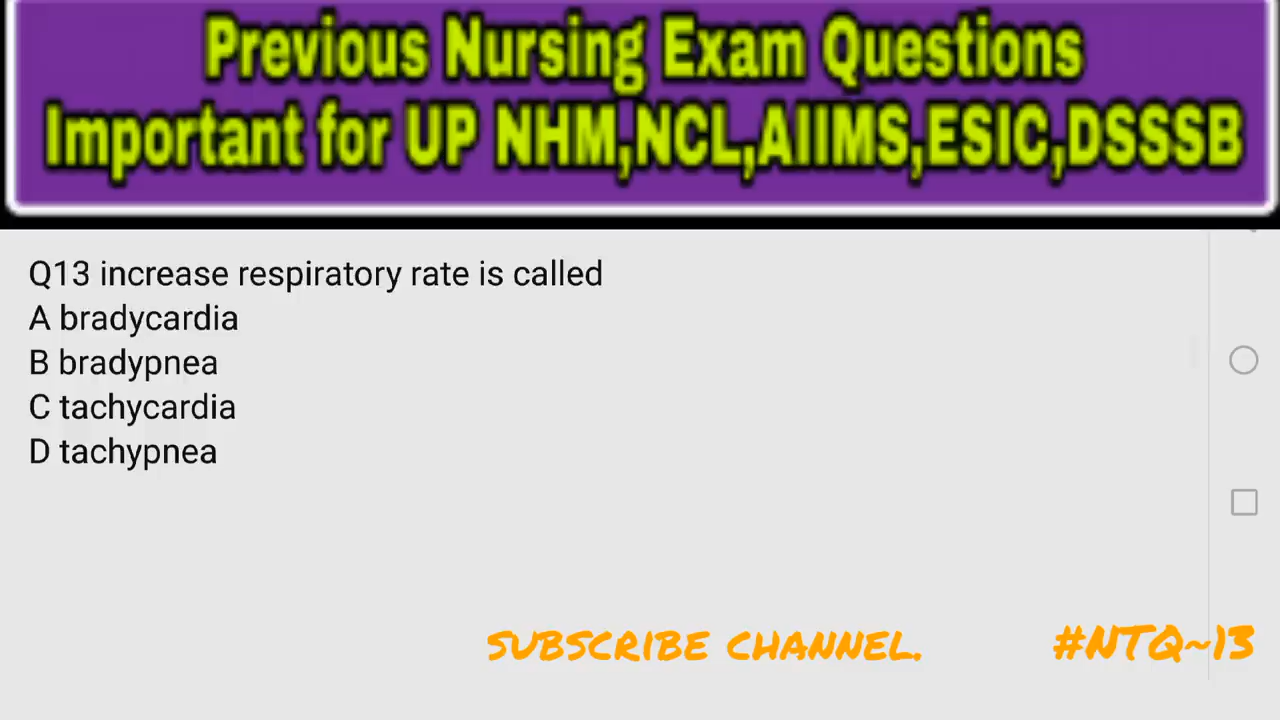 Previous Nursing Exam Questions
Important for UP NHM,NCL,AIIMS,ESIC,DSSSB
Q13 increase respiratory rate is called
A bradycardia
B bradypnea
C tachycardia
D tachypnea
SUBSCRIBE CHANNEL.
#NTQ~13